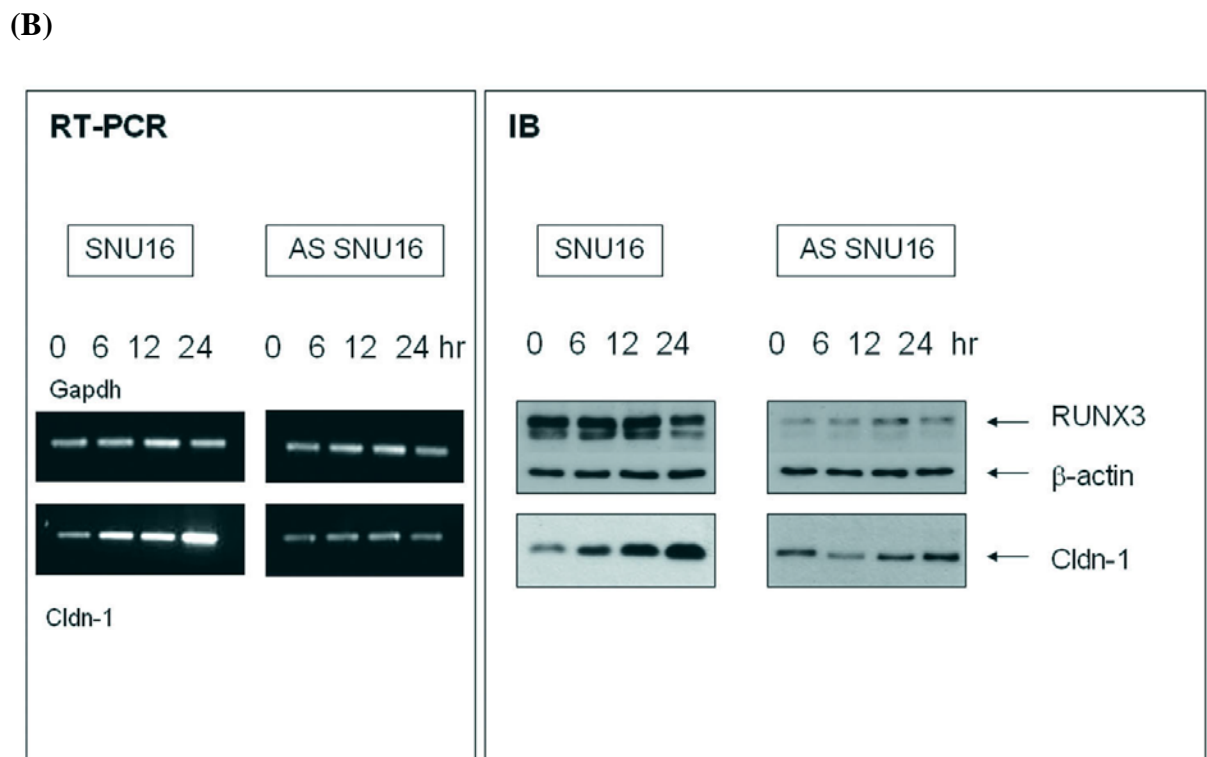 (B)
RT-PCR
SNU16 AS SNU16
0 6 12 24 0 6 12 24 hr
Gapdh
Cldn-1
IB
SNU16 AS SNU16
0 6 12 24 0 6 12 24 hr
RUNX3
β-actin
Cldn-1